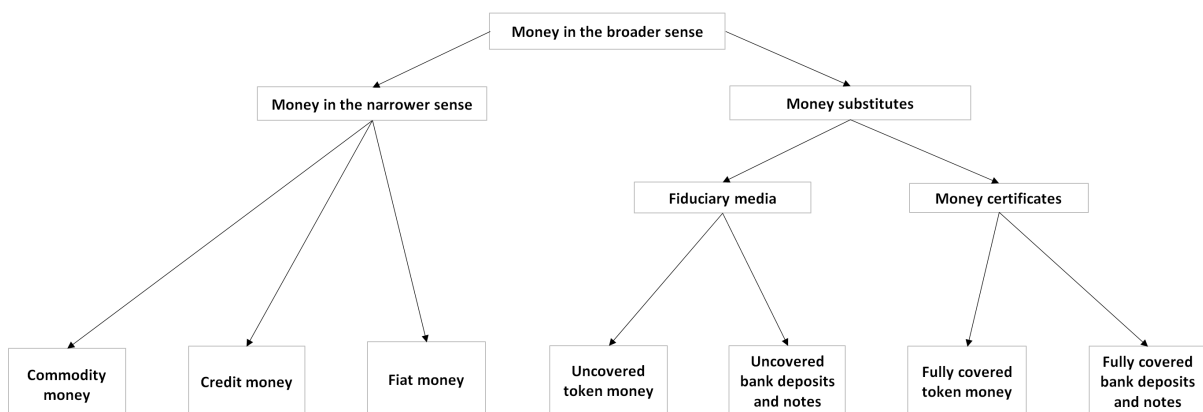 Money in the broader sense
Money in the narrower sense
Money substitutes
Fiduciary media
Money certificates
Commodity
money
Credit money
Fiat money
Uncovered
token money
Uncovered
bank deposits
and notes
Fully covered
token money
Fully covered
bank deposits
and notes